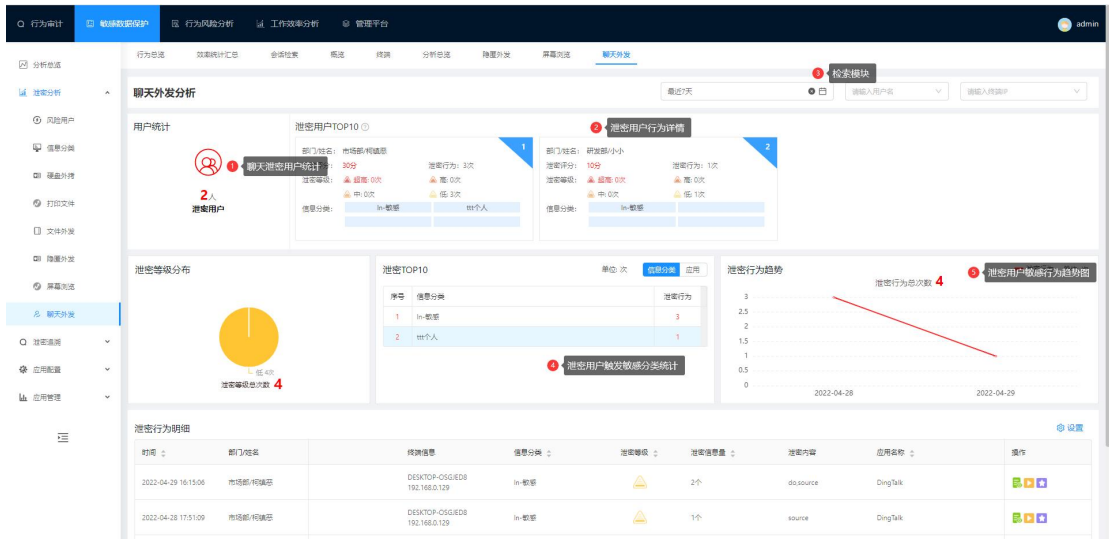 行为审计 敏感数据保护 行为风险分析 工作效率分析 管理平台 admin
行为总览 效率统计汇总 会话检索 概览 终端 分析总览 隐匿外发 屏幕浏览 聊天外发
分析总览
泄密分析
风险用户
信息分类
硬盘外拷
打印文件
文件外发
隐匿外发
屏幕浏览
聊天外发
泄密追溯
应用配置
应用管理
3 检索模块
聊天外发分析 最近7天 请输入用户名 请输入终端IP
用户统计
1 聊天泄密用户统计
2人
泄密用户
泄密用户TOP10
2 泄密用户行为详情
部门/姓名: 市场部/柯镇恶 1
30分 泄密行为: 3次
泄密等级: 超高: 0次 高: 0次
中: 0次 低: 3次
信息分类: ln-敏感 ttt个人
部门/姓名: 研发部/小小 2
泄密评分: 10分 泄密行为: 1次
泄密等级: 超高: 0次 高: 0次
中: 0次 低: 1次
信息分类: ln-敏感
泄密等级分布
低 4次
泄密等级总次数 4
泄密TOP10 单位: 次 信息分类 应用
序号 信息分类 泄密行为
1 ln-敏感 3
2 ttt个人 1
4 泄密用户触发敏感分类统计
泄密行为趋势
5 泄密用户敏感行为趋势图
泄密行为总次数 4
3
2.5
2
1.5
1
0.5
0
2022-04-28 2022-04-29
泄密行为明细 设置
时间 部门/姓名 终端信息 信息分类 泄密等级 泄密信息量 泄密内容 应用名称 操作
2022-04-29 16:15:06 市场部/柯镇恶 DESKTOP-OSGJED8 ln-敏感 2个 do,source DingTalk
192.168.0.129
2022-04-28 17:51:09 市场部/柯镇恶 DESKTOP-OSGJED8 ln-敏感 1个 source DingTalk
192.168.0.129